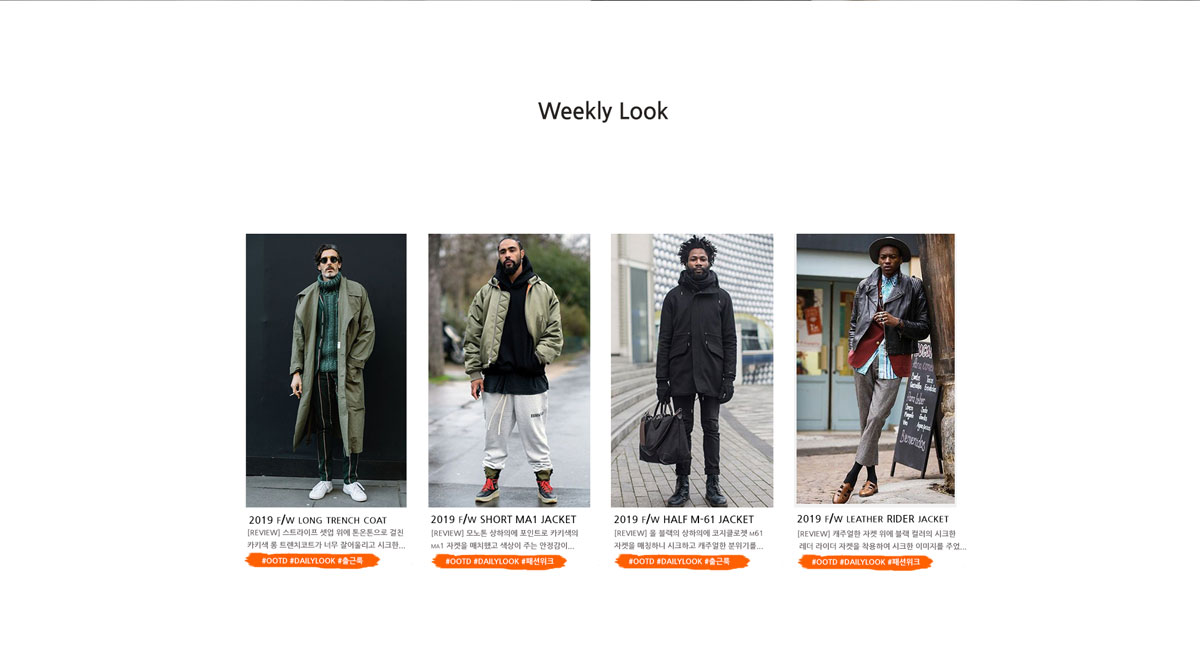 Weekly Look
2019 F/W LONG TRENCH COAT
[REVIEW] 스트라이프 셋업 위에 톤온톤으로 걸친
카키색 롱 트랜치코트가 너무 잘어울리고 시크한...
#OOTD #DAILYLOOK #출근룩
2019 F/W SHORT MA1 JACKET
[REVIEW] 모노톤 상하의에 포인트로 카키색의
MA1 자켓을 매치했고 색상이 주는 안정감이...
#OOTD #DAILYLOOK #패션위크
2019 F/W HALF M-61 JACKET
[REVIEW] 올 블랙의 상하의에 코지클로젯 M61
자켓을 매칭하니 시크하고 캐주얼한 분위기를...
#OOTD #DAILYLOOK #출근룩
2019 F/W LEATHER RIDER JACKET
[REVIEW] 캐주얼한 자켓 위에 블랙 컬러의 시크한
레더 라이더 자켓을 착용하여 시크한 이미지를 주었...
#OOTD #DAILYLOOK #패션위크
Bienvenidos